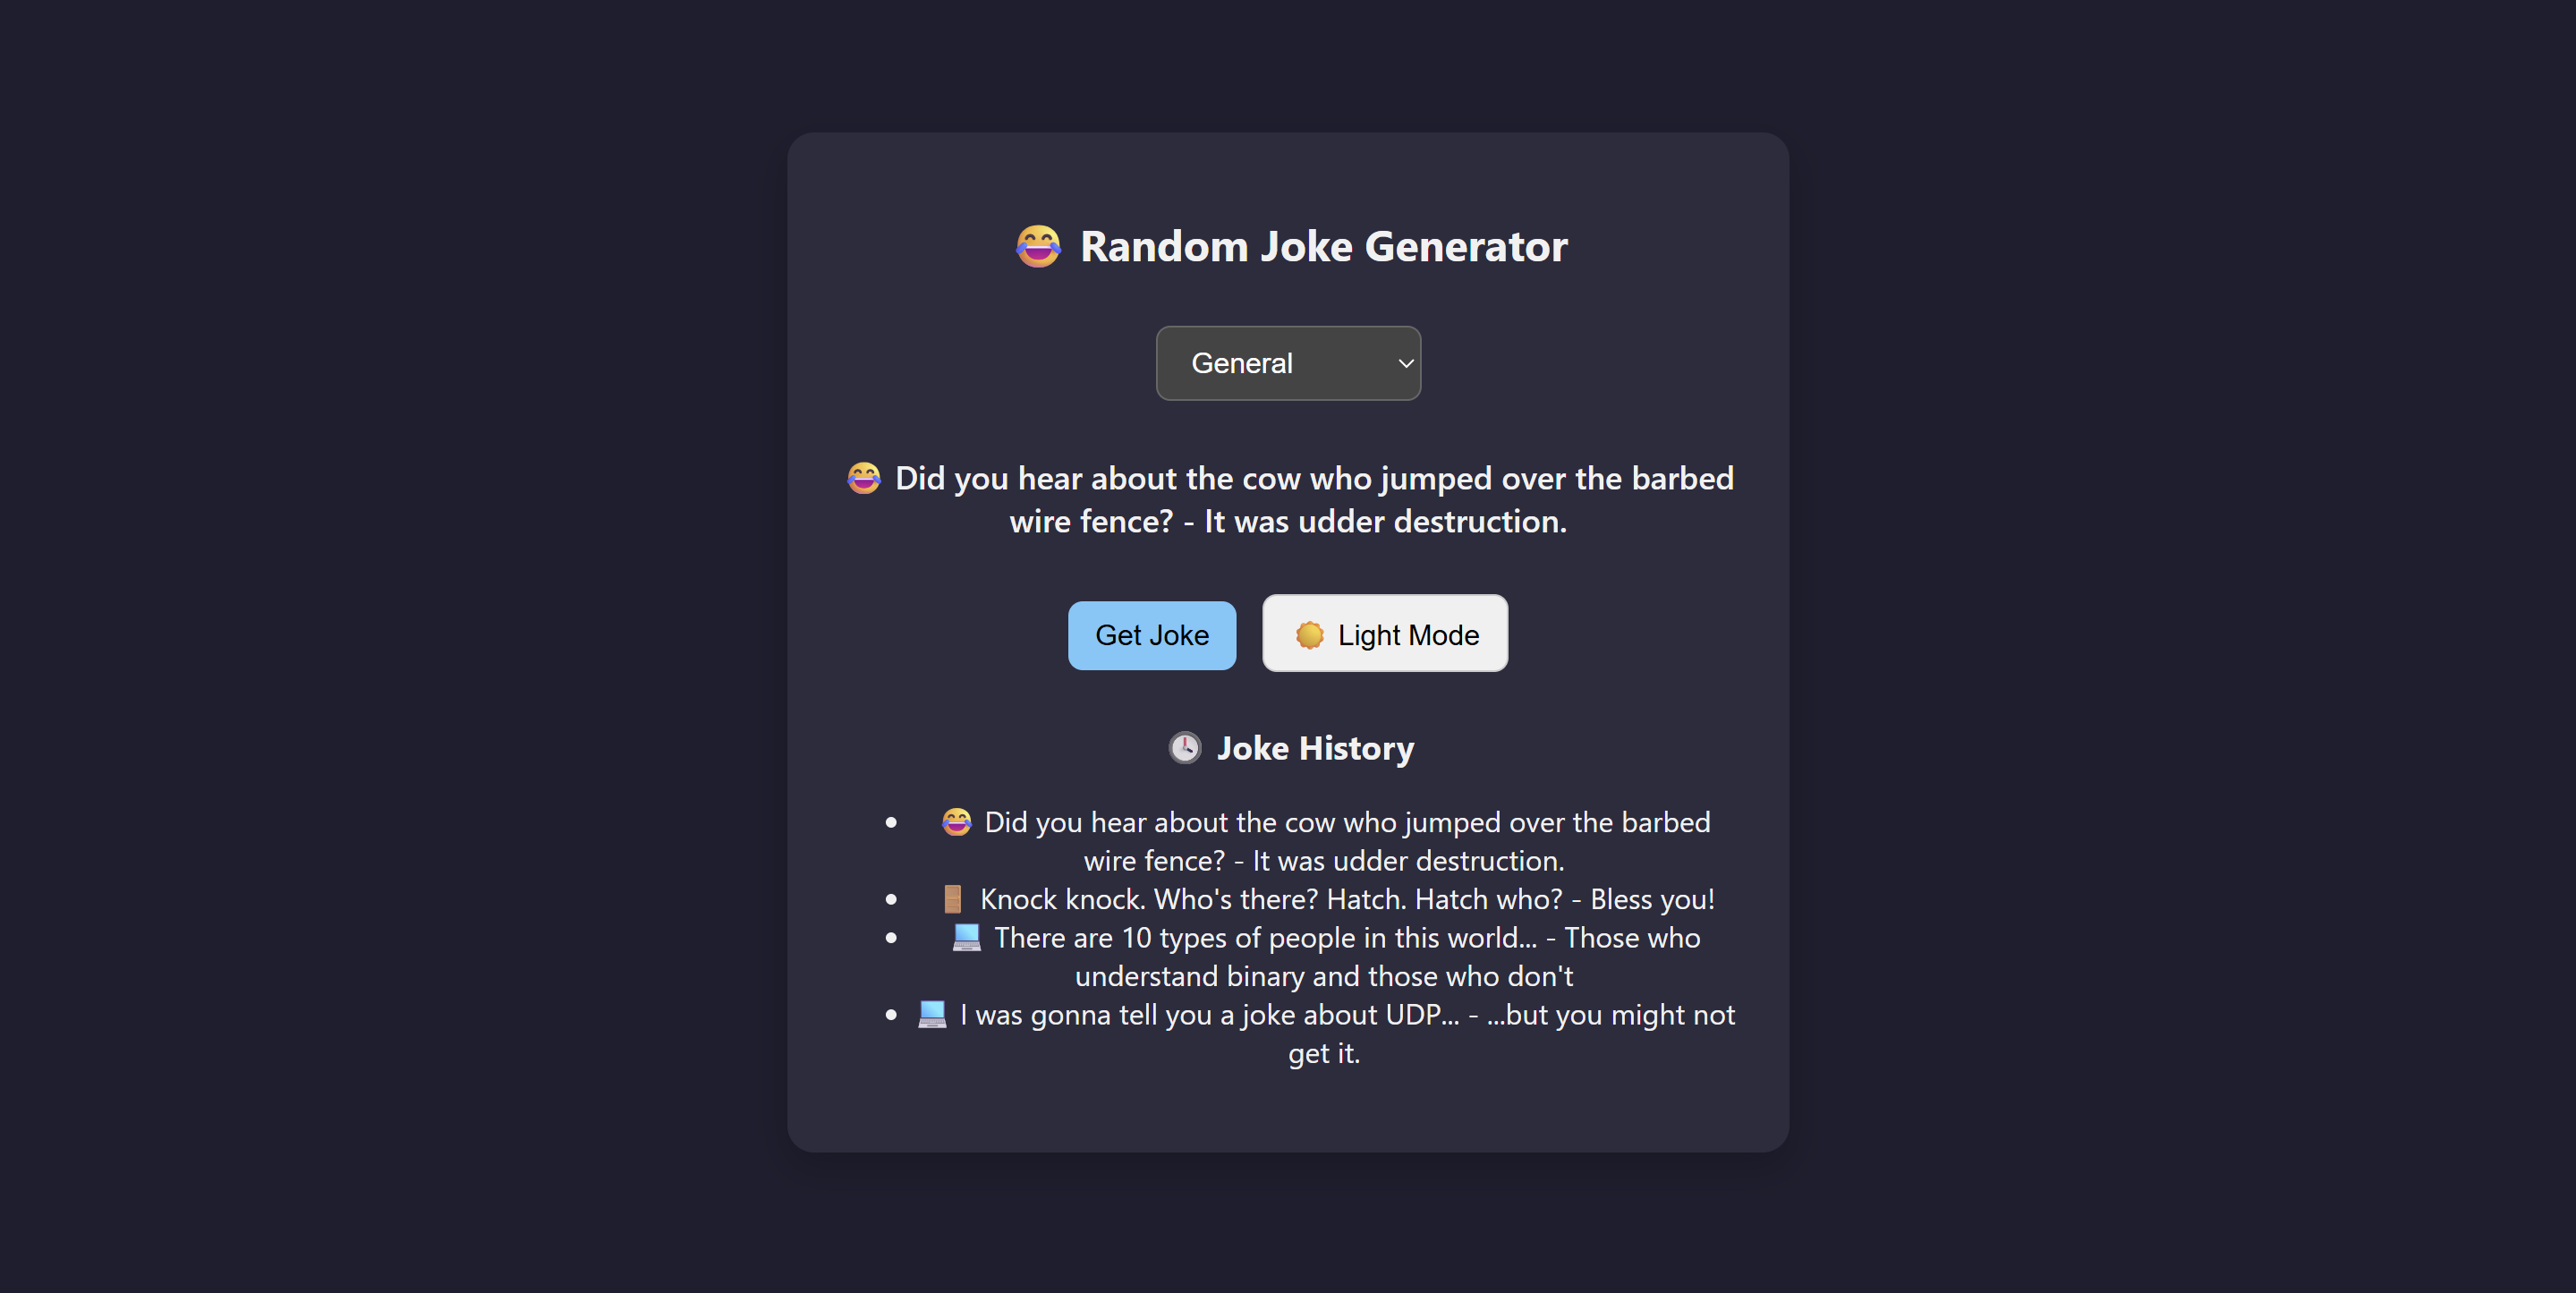 😂 Random Joke Generator
General
😂 Did you hear about the cow who jumped over the barbed
wire fence? - It was udder destruction.
Get Joke
🌞 Light Mode
🕓 Joke History
• 😂 Did you hear about the cow who jumped over the barbed
wire fence? - It was udder destruction.
• 🚪 Knock knock. Who's there? Hatch. Hatch who? - Bless you!
• 💻 There are 10 types of people in this world... - Those who
understand binary and those who don't
• 💻 I was gonna tell you a joke about UDP... - ...but you might not
get it.